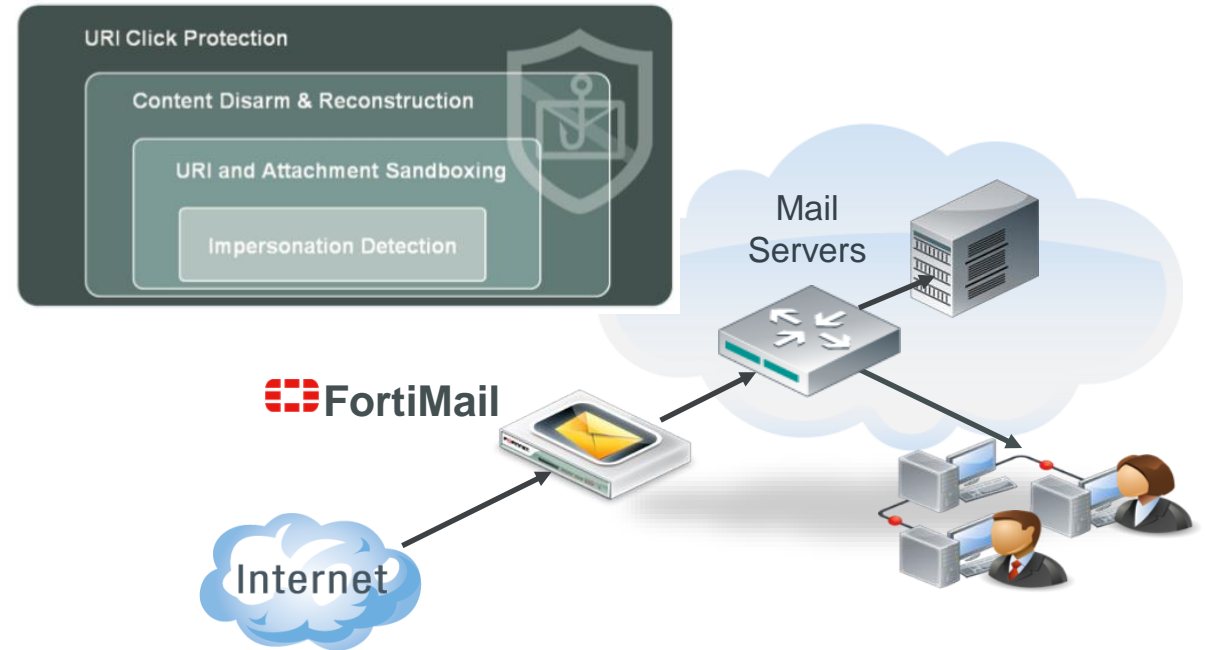 URI Click Protection
Content Disarm & Reconstruction
URI and Attachment Sandboxing
Impersonation Detection
Mail
Servers
FortiMail
Internet